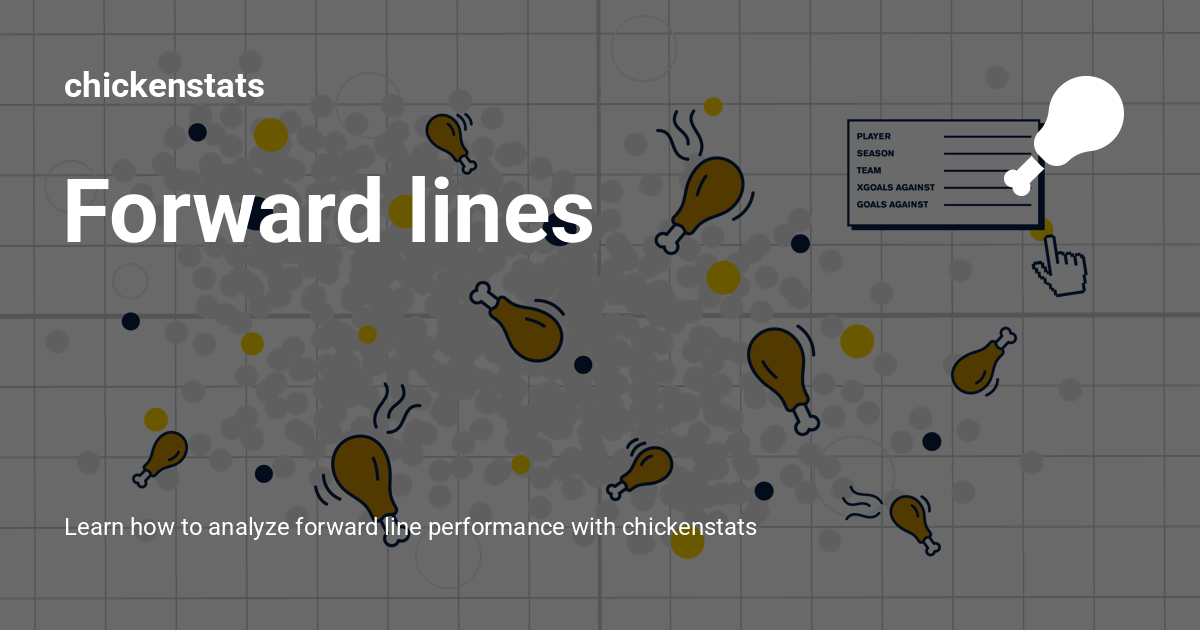 chickenstats
Forward lines
PLAYER
SEASON
TEAM
XGOALS AGAINST
GOALS AGAINST
Learn how to analyze forward line performance with chickenstats